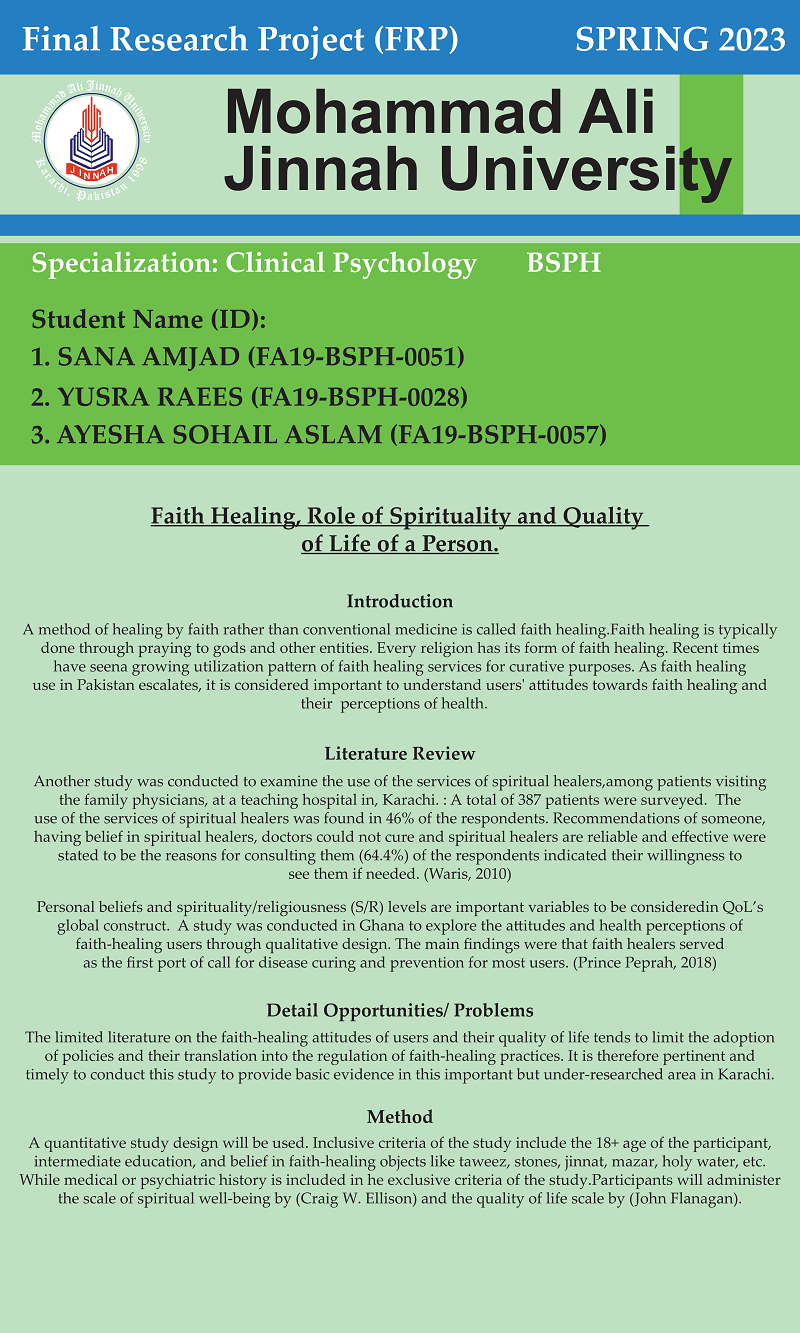 Final Research Project (FRP) SPRING 2023
Mohammad Ali Jinnah University
Karachi. Pakistan 1998
JINNAH
Mohammad Ali
Jinnah University
Specialization: Clinical Psychology BSPH
Student Name (ID):
1. SANA AMJAD (FA19-BSPH-0051)
2. YUSRA RAEES (FA19-BSPH-0028)
3. AYESHA SOHAIL ASLAM (FA19-BSPH-0057)
Faith Healing, Role of Spirituality and Quality
of Life of a Person.
Introduction
A method of healing by faith rather than conventional medicine is called faith healing.Faith healing is typically
done through praying to gods and other entities. Every religion has its form of faith healing. Recent times
have seena growing utilization pattern of faith healing services for curative purposes. As faith healing
use in Pakistan escalates, it is considered important to understand users' attitudes towards faith healing and
their perceptions of health.
Literature Review
Another study was conducted to examine the use of the services of spiritual healers,among patients visiting
the family physicians, at a teaching hospital in, Karachi. : A total of 387 patients were surveyed. The
use of the services of spiritual healers was found in 46% of the respondents. Recommendations of someone,
having belief in spiritual healers, doctors could not cure and spiritual healers are reliable and effective were
stated to be the reasons for consulting them (64.4%) of the respondents indicated their willingness to
see them if needed. (Waris, 2010)
Personal beliefs and spirituality/religiousness (S/R) levels are important variables to be consideredin QoL’s
global construct. A study was conducted in Ghana to explore the attitudes and health perceptions of
faith-healing users through qualitative design. The main findings were that faith healers served
as the first port of call for disease curing and prevention for most users. (Prince Peprah, 2018)
Detail Opportunities/ Problems
The limited literature on the faith-healing attitudes of users and their quality of life tends to limit the adoption
of policies and their translation into the regulation of faith-healing practices. It is therefore pertinent and
timely to conduct this study to provide basic evidence in this important but under-researched area in Karachi.
Method
A quantitative study design will be used. Inclusive criteria of the study include the 18+ age of the participant,
intermediate education, and belief in faith-healing objects like taweez, stones, jinnat, mazar, holy water, etc.
While medical or psychiatric history is included in he exclusive criteria of the study.Participants will administer
the scale of spiritual well-being by (Craig W. Ellison) and the quality of life scale by (John Flanagan).